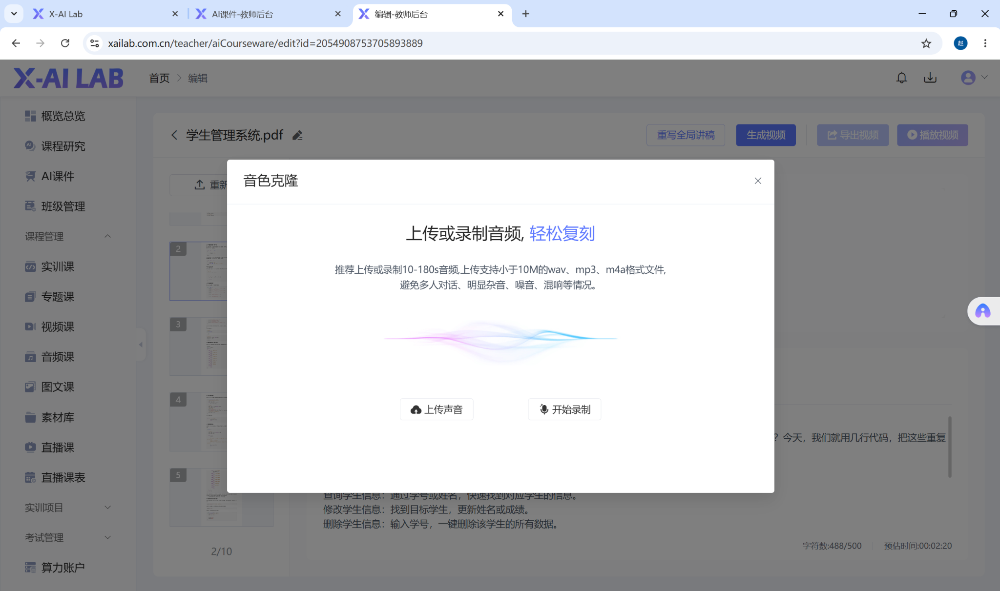 X-AI Lab
AI课件-教师后台
编辑-教师后台
xailab.com.cn/teacher/aiCourseware/edit?id=2054908753705893889
赵
X-AI LAB
首页
编辑
概览总览
课程研究
AI课件
班级管理
课程管理
实训课
专题课
视频课
音频课
图文课
素材库
直播课
直播课表
实训项目
考试管理
算力账户
学生管理系统.pdf
重写全局讲稿
生成视频
导出视频
播放视频
重新
2
3
4
5
2/10
音色克隆
上传或录制音频, 轻松复刻
推荐上传或录制10-180s音频,上传支持小于10M的wav、mp3、m4a格式文件,
避免多人对话、明显杂音、噪音、混响等情况。
上传声音
开始录制
？今天，我们就用几行代码，把这些重复
查询学生信息：通过学号或姓名，快速找到对应学生的信息。
修改学生信息：找到目标学生，更新姓名或成绩。
删除学生信息：输入学号，一键删除该学生的所有数据。
字符数:488/500
预估时间:00:02:20